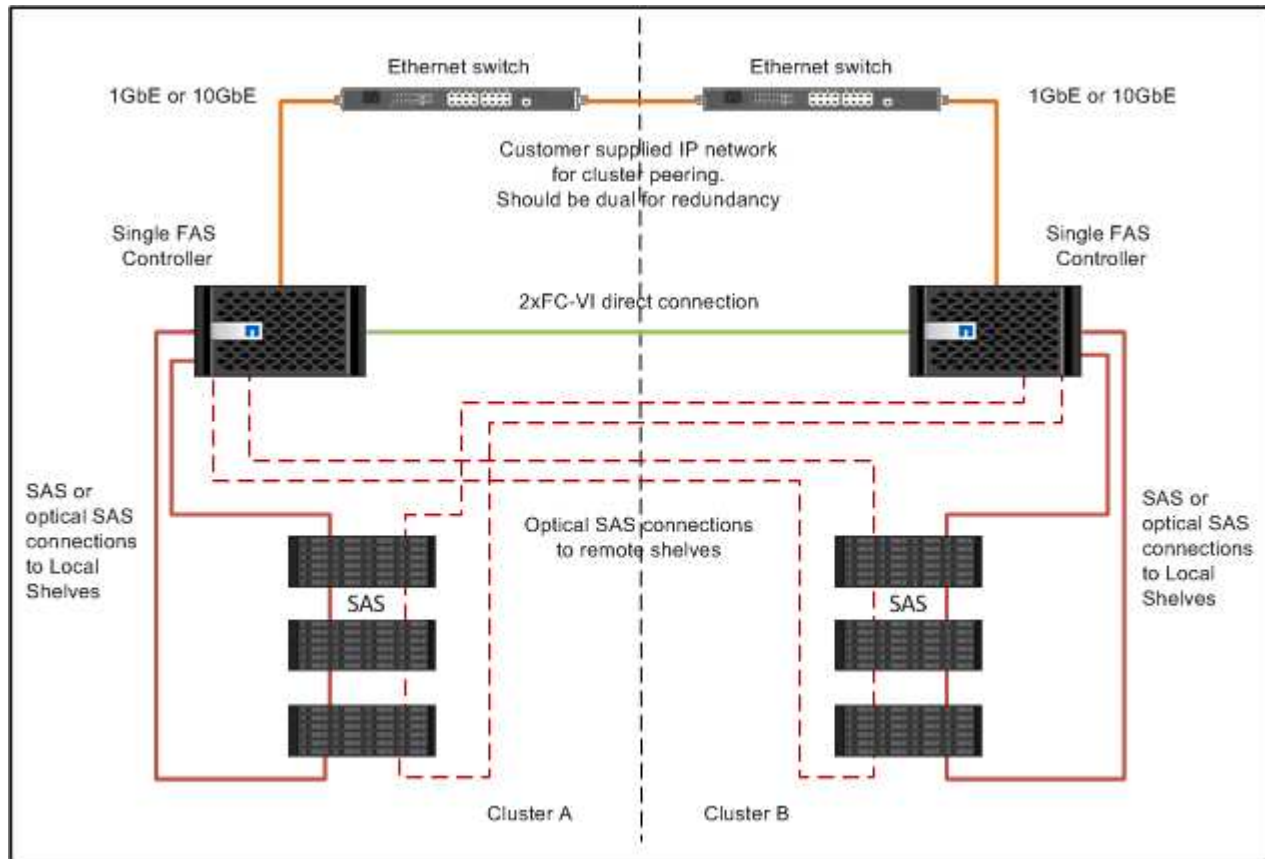 Ethernet switch
Ethernet switch
1GbE or 10GbE
1GbE or 10GbE
Customer supplied IP network
for cluster peering.
Should be dual for redundancy
Single FAS
Controller
Single FAS
Controller
2xFC-VI direct connection
SAS or
optical SAS
connections
to Local
Shelves
Optical SAS connections
to remote shelves
SAS or
optical SAS
connections
to Local
Shelves
SAS
SAS
Cluster A
Cluster B